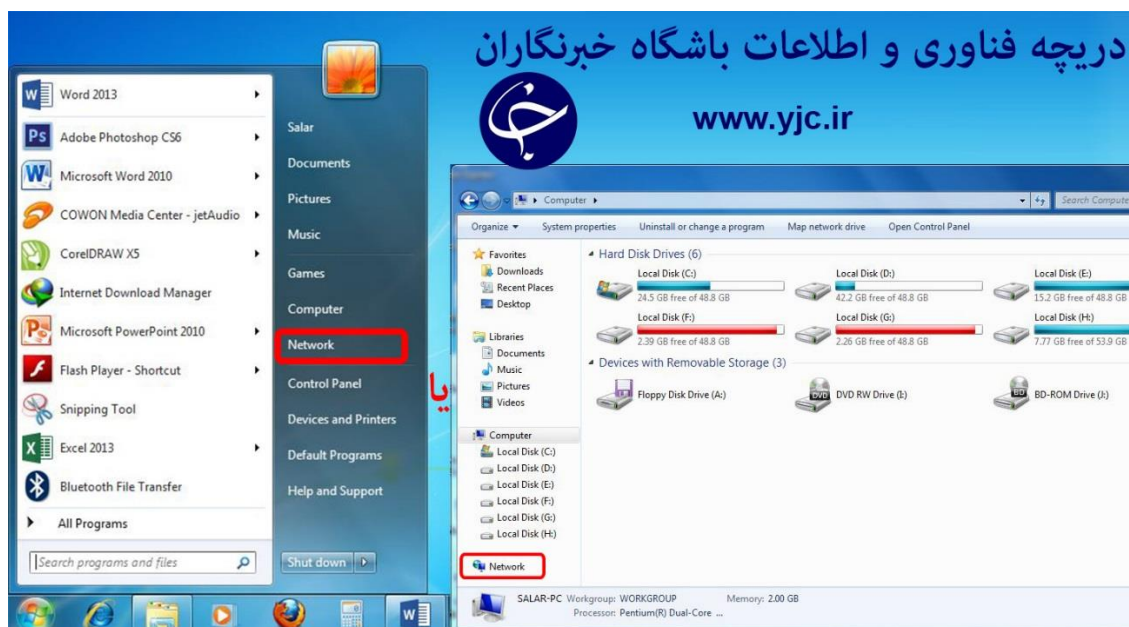 دریچه فناوری و اطلاعات باشگاه خبرنگاران
www.yjc.ir
Word 2013
Adobe Photoshop CS6
Microsoft Word 2010
COWON Media Center - jetAudio
CorelDRAW X5
Internet Download Manager
Microsoft PowerPoint 2010
Flash Player - Shortcut
Snipping Tool
Excel 2013
Bluetooth File Transfer
All Programs
Search programs and files
Salar
Documents
Pictures
Music
Games
Computer
Network
Control Panel
Devices and Printers
Default Programs
Help and Support
Shut down
یا
Computer
Search Compute
Organize System properties Uninstall or change a program Map network drive Open Control Panel
Favorites
Downloads
Recent Places
Desktop
Libraries
Documents
Music
Pictures
Videos
Computer
Local Disk (C:)
Local Disk (D:)
Local Disk (E:)
Local Disk (F:)
Local Disk (G:)
Local Disk (H:)
Network
Hard Disk Drives (6)
Local Disk (C:)
24.5 GB free of 48.8 GB
Local Disk (D:)
42.2 GB free of 48.8 GB
Local Disk (E:)
15.2 GB free of 48.8 GB
Local Disk (F:)
2.39 GB free of 48.8 GB
Local Disk (G:)
2.26 GB free of 48.8 GB
Local Disk (H:)
7.77 GB free of 53.9 GB
Devices with Removable Storage (3)
Floppy Disk Drive (A:)
DVD RW Drive (I:)
BD-ROM Drive (J:)
SALAR-PC Workgroup: WORKGROUP Memory: 2.00 GB
Processor: Pentium(R) Dual-Core ...